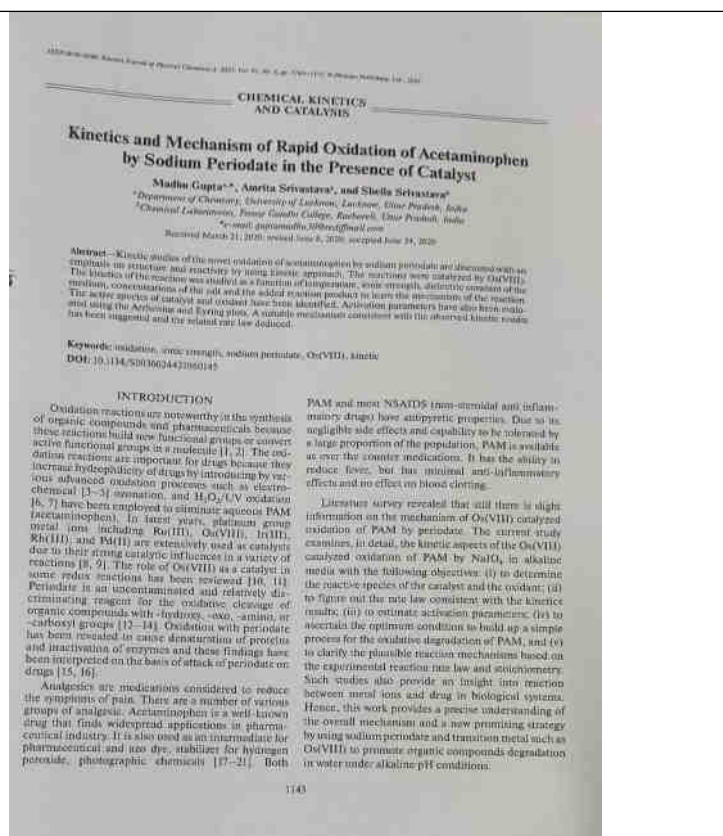 CHEMICAL KINETICS
AND CATALYSIS
Kinetics and Mechanism of Rapid Oxidation of Acetaminophen
by Sodium Periodate in the Presence of Catalyst
Madhu Gupta, Amrita Srivastava, and Sheila Srivastava
Department of Chemistry, University of Lucknow, Lucknow, Uttar Pradesh, India
Chemical Laboratories, Feroze Gandhi College, Raebareli, Uttar Pradesh, India
Received March 21, 2020; revised June 8, 2020; accepted June 24, 2020
Abstract—Kinetic studies of the novel oxidation of acetaminophen by sodium periodate are discussed with an
emphasis on structure and reactivity by using kinetic approach. The reactions were catalyzed by Os(VIII).
The kinetics of the reaction was studied as a function of temperature, ionic strength, dielectric constant of the
medium, concentrations of the salt and the added reaction product to learn the mechanism of the reaction.
The active species of catalyst and oxidant have been identified. Activation parameters have also been evalu-
ated using the Arrhenius and Eyring plots. A suitable mechanism consistent with the observed kinetic results
has been suggested and the related rate law deduced.
Keywords: oxidation, ionic strength, sodium periodate, Os(VIII), kinetic
DOI: 10.1134/S0036024421060145
INTRODUCTION
Oxidation reactions are noteworthy in the synthesis
of organic compounds and pharmaceuticals because
these reactions build new functional groups or convert
active functional groups in a molecule [1, 2]. The oxi-
dation reactions are important for drugs because they
increase hydrophilicity of drugs by introducing by var-
ious advanced oxidation processes such as electro-
chemical [3–5] ozonation, and H₂O₂/UV oxidation
[6, 7] have been employed to eliminate aqueous PAM
(acetaminophen). In latest years, platinum group
metal ions including Ru(III), Os(VIII), Ir(III),
Rh(III), and Pd(II) are extensively used as catalysts
due to their strong catalytic influences in a variety of
reactions [8, 9]. The role of Os(VIII) as a catalyst in
some redox reactions has been reviewed [10, 11].
Periodate is an uncontaminated and relatively dis-
criminating reagent for the oxidative cleavage of
organic compounds with -hydroxy, -oxo, -amino, or
-carboxyl groups [12–14]. Oxidation with periodate
has been revealed to cause denaturation of proteins
and inactivation of enzymes and these findings have
been interpreted on the basis of attack of periodate on
drugs [15, 16].
Analgesics are medications considered to reduce
the symptoms of pain. There are a number of various
groups of analgesic. Acetaminophen is a well-known
drug that finds widespread applications in pharma-
ceutical industry. It is also used as an intermediate for
pharmaceutical and azo dye, stabilizer for hydrogen
peroxide, photographic chemicals [17–21]. Both
PAM and most NSAIDS (non-steroidal anti inflam-
matory drugs) have antipyretic properties. Due to its
negligible side effects and capability to be tolerated by
a large proportion of the population, PAM is available
as over the counter medications. It has the ability to
reduce fever, but has minimal anti-inflammatory
effects and no effect on blood clotting.
Literature survey revealed that still there is slight
information on the mechanism of Os(VIII) catalyzed
oxidation of PAM by periodate. The current study
examines, in detail, the kinetic aspects of the Os(VIII)
catalyzed oxidation of PAM by NaIO₄ in alkaline
media with the following objectives: (i) to determine
the reactive species of the catalyst and the oxidant; (ii)
to figure out the rate law consistent with the kinetics
results; (iii) to estimate activation parameters; (iv) to
ascertain the optimum condition to build up a simple
process for the oxidative degradation of PAM, and (v)
to clarify the plausible reaction mechanisms based on
the experimental reaction rate law and stoichiometry.
Such studies also provide an insight into reaction
between metal ions and drug in biological systems.
Hence, this work provides a precise understanding of
the overall mechanism and a new promising strategy
by using sodium periodate and transition metal such as
Os(VIII) to promote organic compounds degradation
in water under alkaline pH conditions.
1143